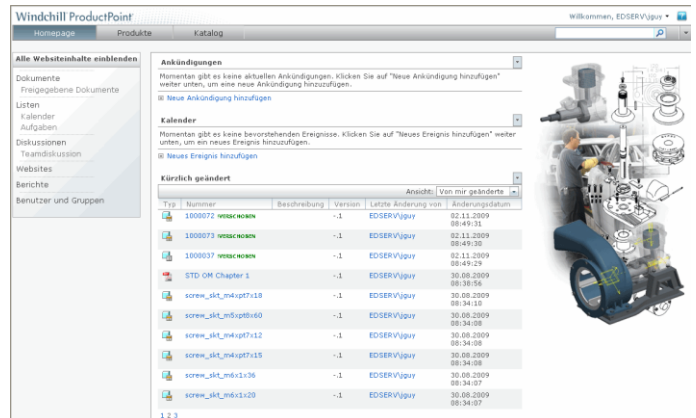 Windchill ProductPoint
Willkommen, EDSERV\jguy
Homepage Produkte Katalog
Alle Websiteinhalte einblenden
Dokumente
Freigegebene Dokumente
Listen
Kalender
Aufgaben
Diskussionen
Teamdiskussion
Websites
Berichte
Benutzer und Gruppen
Ankündigungen
Momentan gibt es keine aktuellen Ankündigungen. Klicken Sie auf "Neue Ankündigung hinzufügen"
weiter unten, um eine neue Ankündigung hinzuzufügen.
Neue Ankündigung hinzufügen
Kalender
Momentan gibt es keine bevorstehenden Ereignisse. Klicken Sie auf "Neues Ereignis hinzufügen" weiter
unten, um ein neues Ereignis hinzuzufügen.
Neues Ereignis hinzufügen
Kürzlich geändert
Ansicht: Von mir geänderte
Typ Nummer Beschreibung Version Letzte Änderung von Änderungsdatum
1000072 !VERSCHOBEN -.1 EDSERV\jguy 02.11.2009
08:49:31
1000073 !VERSCHOBEN -.1 EDSERV\jguy 02.11.2009
08:49:30
1000037 !VERSCHOBEN -.1 EDSERV\jguy 02.11.2009
08:49:29
STD OM Chapter 1 -.1 EDSERV\jguy 30.08.2009
08:38:56
screw_skt_m4xpt7x18 -.1 EDSERV\jguy 30.08.2009
08:34:10
screw_skt_m5xpt8x60 -.1 EDSERV\jguy 30.08.2009
08:34:08
screw_skt_m4xpt7x12 -.1 EDSERV\jguy 30.08.2009
08:34:08
screw_skt_m4xpt7x15 -.1 EDSERV\jguy 30.08.2009
08:34:08
screw_skt_m6x1x36 -.1 EDSERV\jguy 30.08.2009
08:34:07
screw_skt_m6x1x20 -.1 EDSERV\jguy 30.08.2009
08:34:07
1 2 3